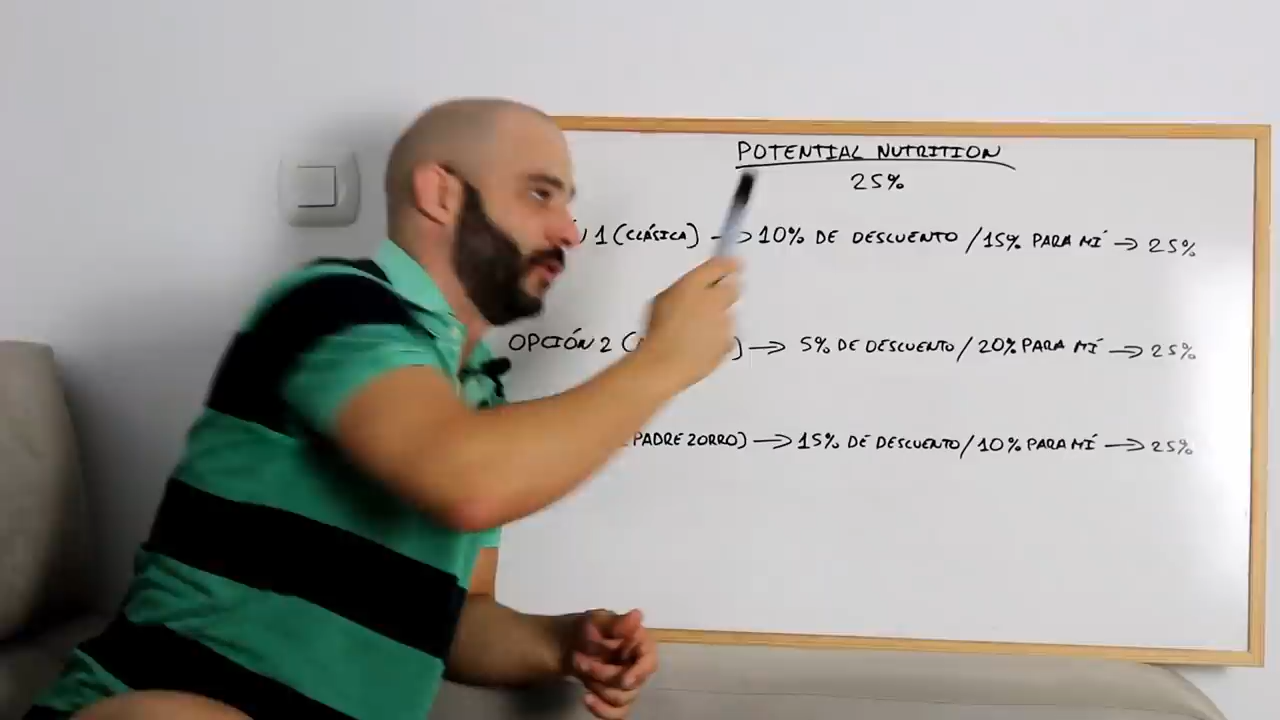 POTENTIAL NUTRITION
25%
1 (CLÁSICA) → 10% DE DESCUENTO / 15% PARA MÍ → 25%
OPCIÓN 2 ( ) → 5% DE DESCUENTO / 20% PARA MÍ → 25%
PADRE ZORRO) → 15% DE DESCUENTO / 10% PARA MÍ → 25%